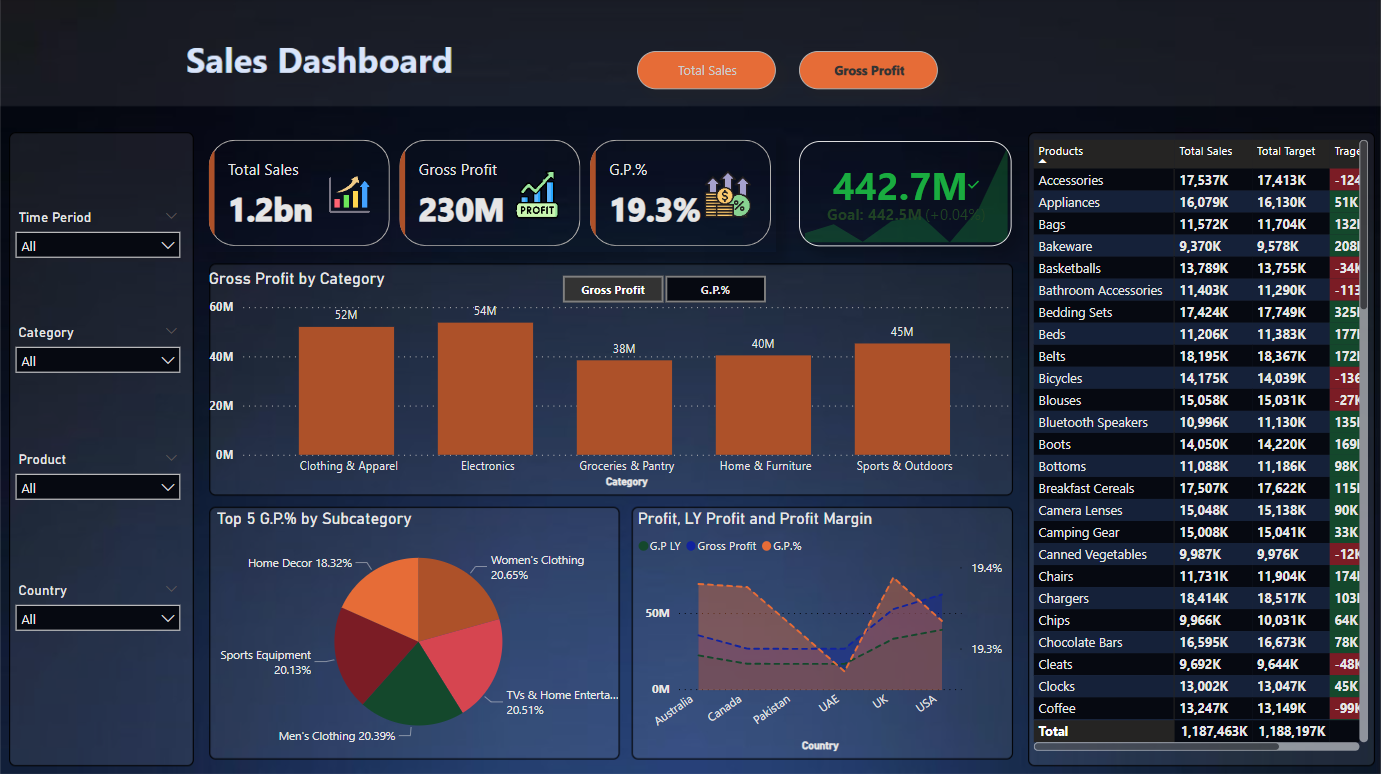 Sales Dashboard
Total Sales
Gross Profit
Time Period
All
Category
All
Product
All
Country
All
Total Sales
1.2bn
Gross Profit
230M
PROFIT
G.P.%
19.3%
442.7M
Goal: 442.5M (+0.04%)
Gross Profit by Category
Gross Profit
G.P.%
60M
40M
20M
0M
52M
54M
38M
40M
45M
Clothing & Apparel
Electronics
Groceries & Pantry
Home & Furniture
Sports & Outdoors
Category
Top 5 G.P.% by Subcategory
Home Decor 18.32%
Women's Clothing
20.65%
Sports Equipment
20.13%
TVs & Home Enterta...
20.51%
Men's Clothing 20.39%
Profit, LY Profit and Profit Margin
G.P LY Gross Profit G.P.%
50M
0M
19.4%
19.3%
Australia
Canada
Pakistan
UAE
UK
USA
Country
Products Total Sales Total Target Trage
Accessories 17,537K 17,413K -124
Appliances 16,079K 16,130K 51K
Bags 11,572K 11,704K 132
Bakeware 9,370K 9,578K 208
Basketballs 13,789K 13,755K -34K
Bathroom Accessories 11,403K 11,290K -113
Bedding Sets 17,424K 17,749K 325
Beds 11,206K 11,383K 177
Belts 18,195K 18,367K 172
Bicycles 14,175K 14,039K -136
Blouses 15,058K 15,031K -27K
Bluetooth Speakers 10,996K 11,130K 135
Boots 14,050K 14,220K 169
Bottoms 11,088K 11,186K 98K
Breakfast Cereals 17,507K 17,622K 115
Camera Lenses 15,048K 15,138K 90K
Camping Gear 15,008K 15,041K 33K
Canned Vegetables 9,987K 9,976K -12K
Chairs 11,731K 11,904K 174
Chargers 18,414K 18,517K 103
Chips 9,966K 10,031K 64K
Chocolate Bars 16,595K 16,673K 78K
Cleats 9,692K 9,644K -48K
Clocks 13,002K 13,047K 45K
Coffee 13,247K 13,149K -99K
Total 1,187,463K 1,188,197K